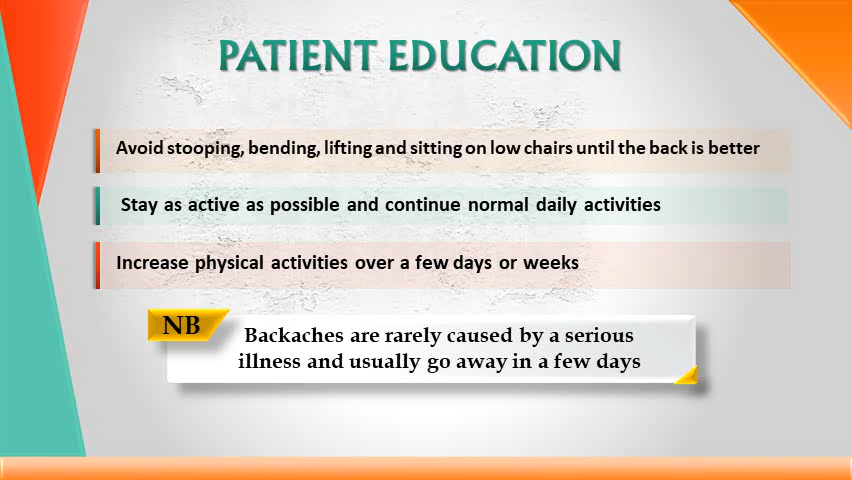 PATIENT EDUCATION
Avoid stooping, bending, lifting and sitting on low chairs until the back is better
Stay as active as possible and continue normal daily activities
Increase physical activities over a few days or weeks
NB
Backaches are rarely caused by a serious
illness and usually go away in a few days